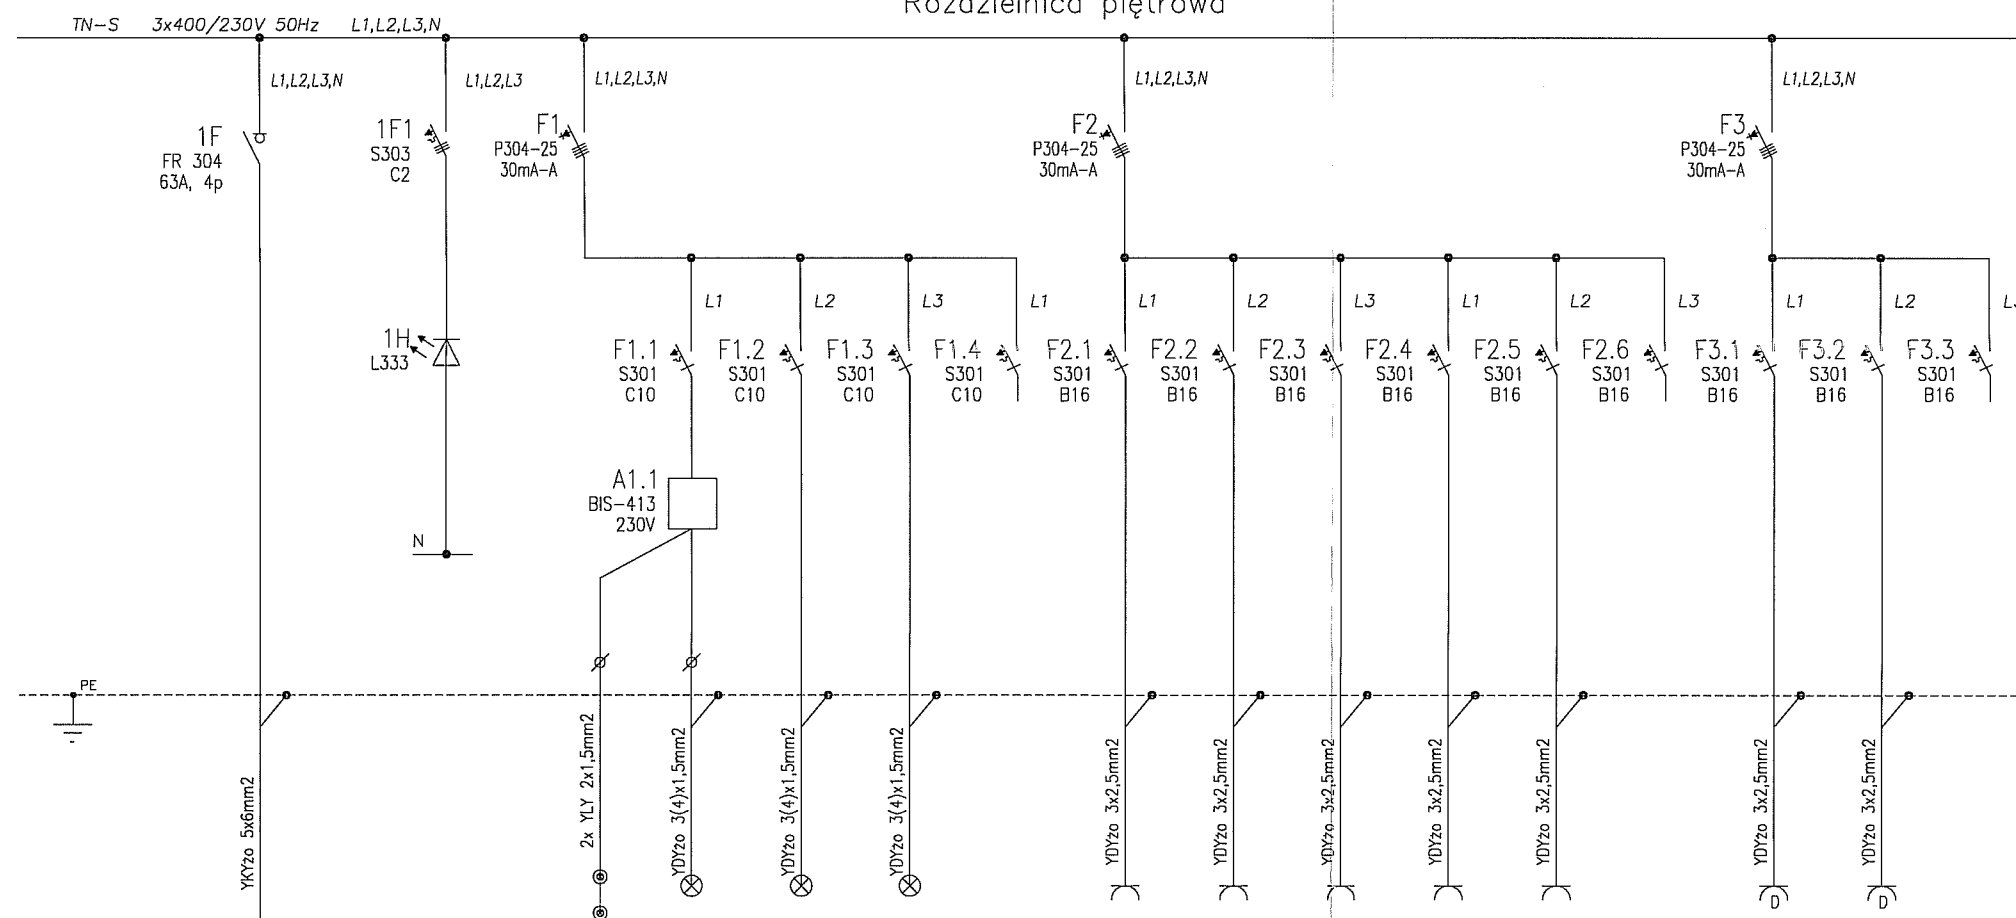 Rozdzielnica piętrowa
TN-S 3x400/230V 50Hz L1,L2,L3,N
L1,L2,L3,N
L1,L2,L3
L1,L2,L3,N
L1,L2,L3,N
L1,L2,L3,N
1F
FR 304
63A, 4p
1F1
S303
C2
F1
P304-25
30mA-A
F2
P304-25
30mA-A
F3
P304-25
30mA-A
L1
L2
L3
L1
L1
L2
L3
L1
L2
L3
L1
L2
1H
L333
F1.1
S301
C10
F1.2
S301
C10
F1.3
S301
C10
F1.4
S301
C10
F2.1
S301
B16
F2.2
S301
B16
F2.3
S301
B16
F2.4
S301
B16
F2.5
S301
B16
F2.6
S301
B16
F3.1
S301
B16
F3.2
S301
B16
F3.3
S301
B16
A1.1
BIS-413
230V
N
PE
YKYżo 5x6mm2
2x YLY 2x1,5mm2
YDYżo 3(4)x1,5mm2
YDYżo 3(4)x1,5mm2
YDYżo 3(4)x1,5mm2
YDYżo 3x2,5mm2
YDYżo 3x2,5mm2
YDYżo 3x2,5mm2
YDYżo 3x2,5mm2
YDYżo 3x2,5mm2
YDYżo 3x2,5mm2
YDYżo 3x2,5mm2
D
D